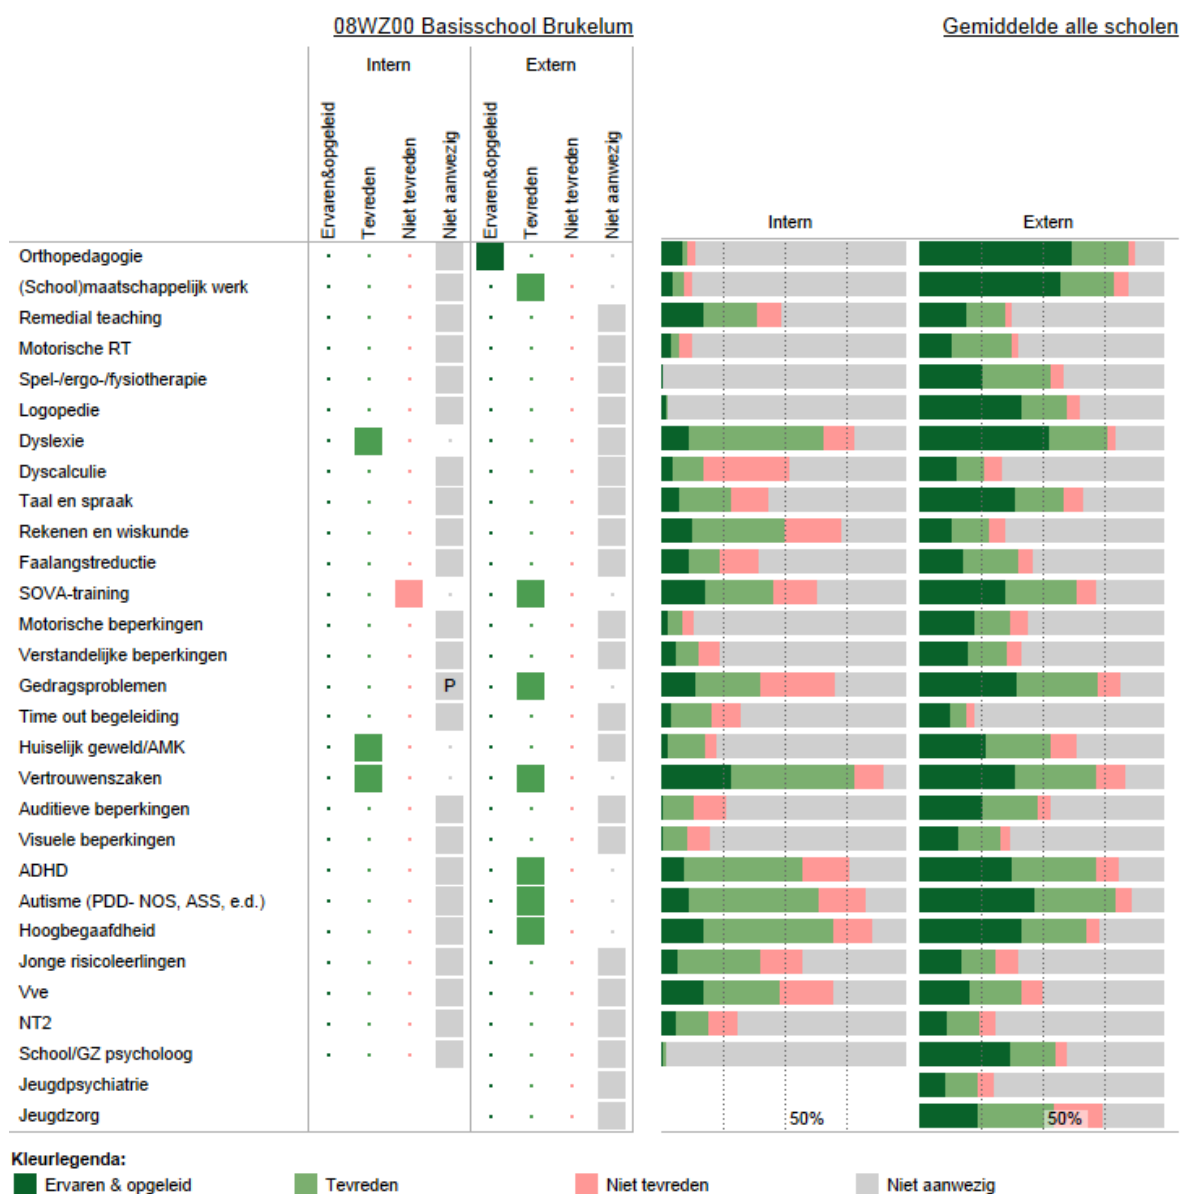 08WZ00 Basisschool Brukelum
Gemiddelde alle scholen
Intern
Extern
Ervaren&opgeleid
Tevreden
Niet tevreden
Niet aanwezig
Ervaren&opgeleid
Tevreden
Niet tevreden
Niet aanwezig
Intern
Extern
Orthopedagogie
(School)maatschappelijk werk
Remedial teaching
Motorische RT
Spel-/ergo-/fysiotherapie
Logopedie
Dyslexie
Dyscalculie
Taal en spraak
Rekenen en wiskunde
Faalangstreductie
SOVA-training
Motorische beperkingen
Verstandelijke beperkingen
Gedragsproblemen
P
Time out begeleiding
Huiselijk geweld/AMK
Vertrouwenszaken
Auditieve beperkingen
Visuele beperkingen
ADHD
Autisme (PDD- NOS, ASS, e.d.)
Hoogbegaafdheid
Jonge risicoleerlingen
Vve
NT2
School/GZ psycholoog
Jeugdpsychiatrie
Jeugdzorg
50%
50%
Kleurlegenda:
Ervaren & opgeleid
Tevreden
Niet tevreden
Niet aanwezig